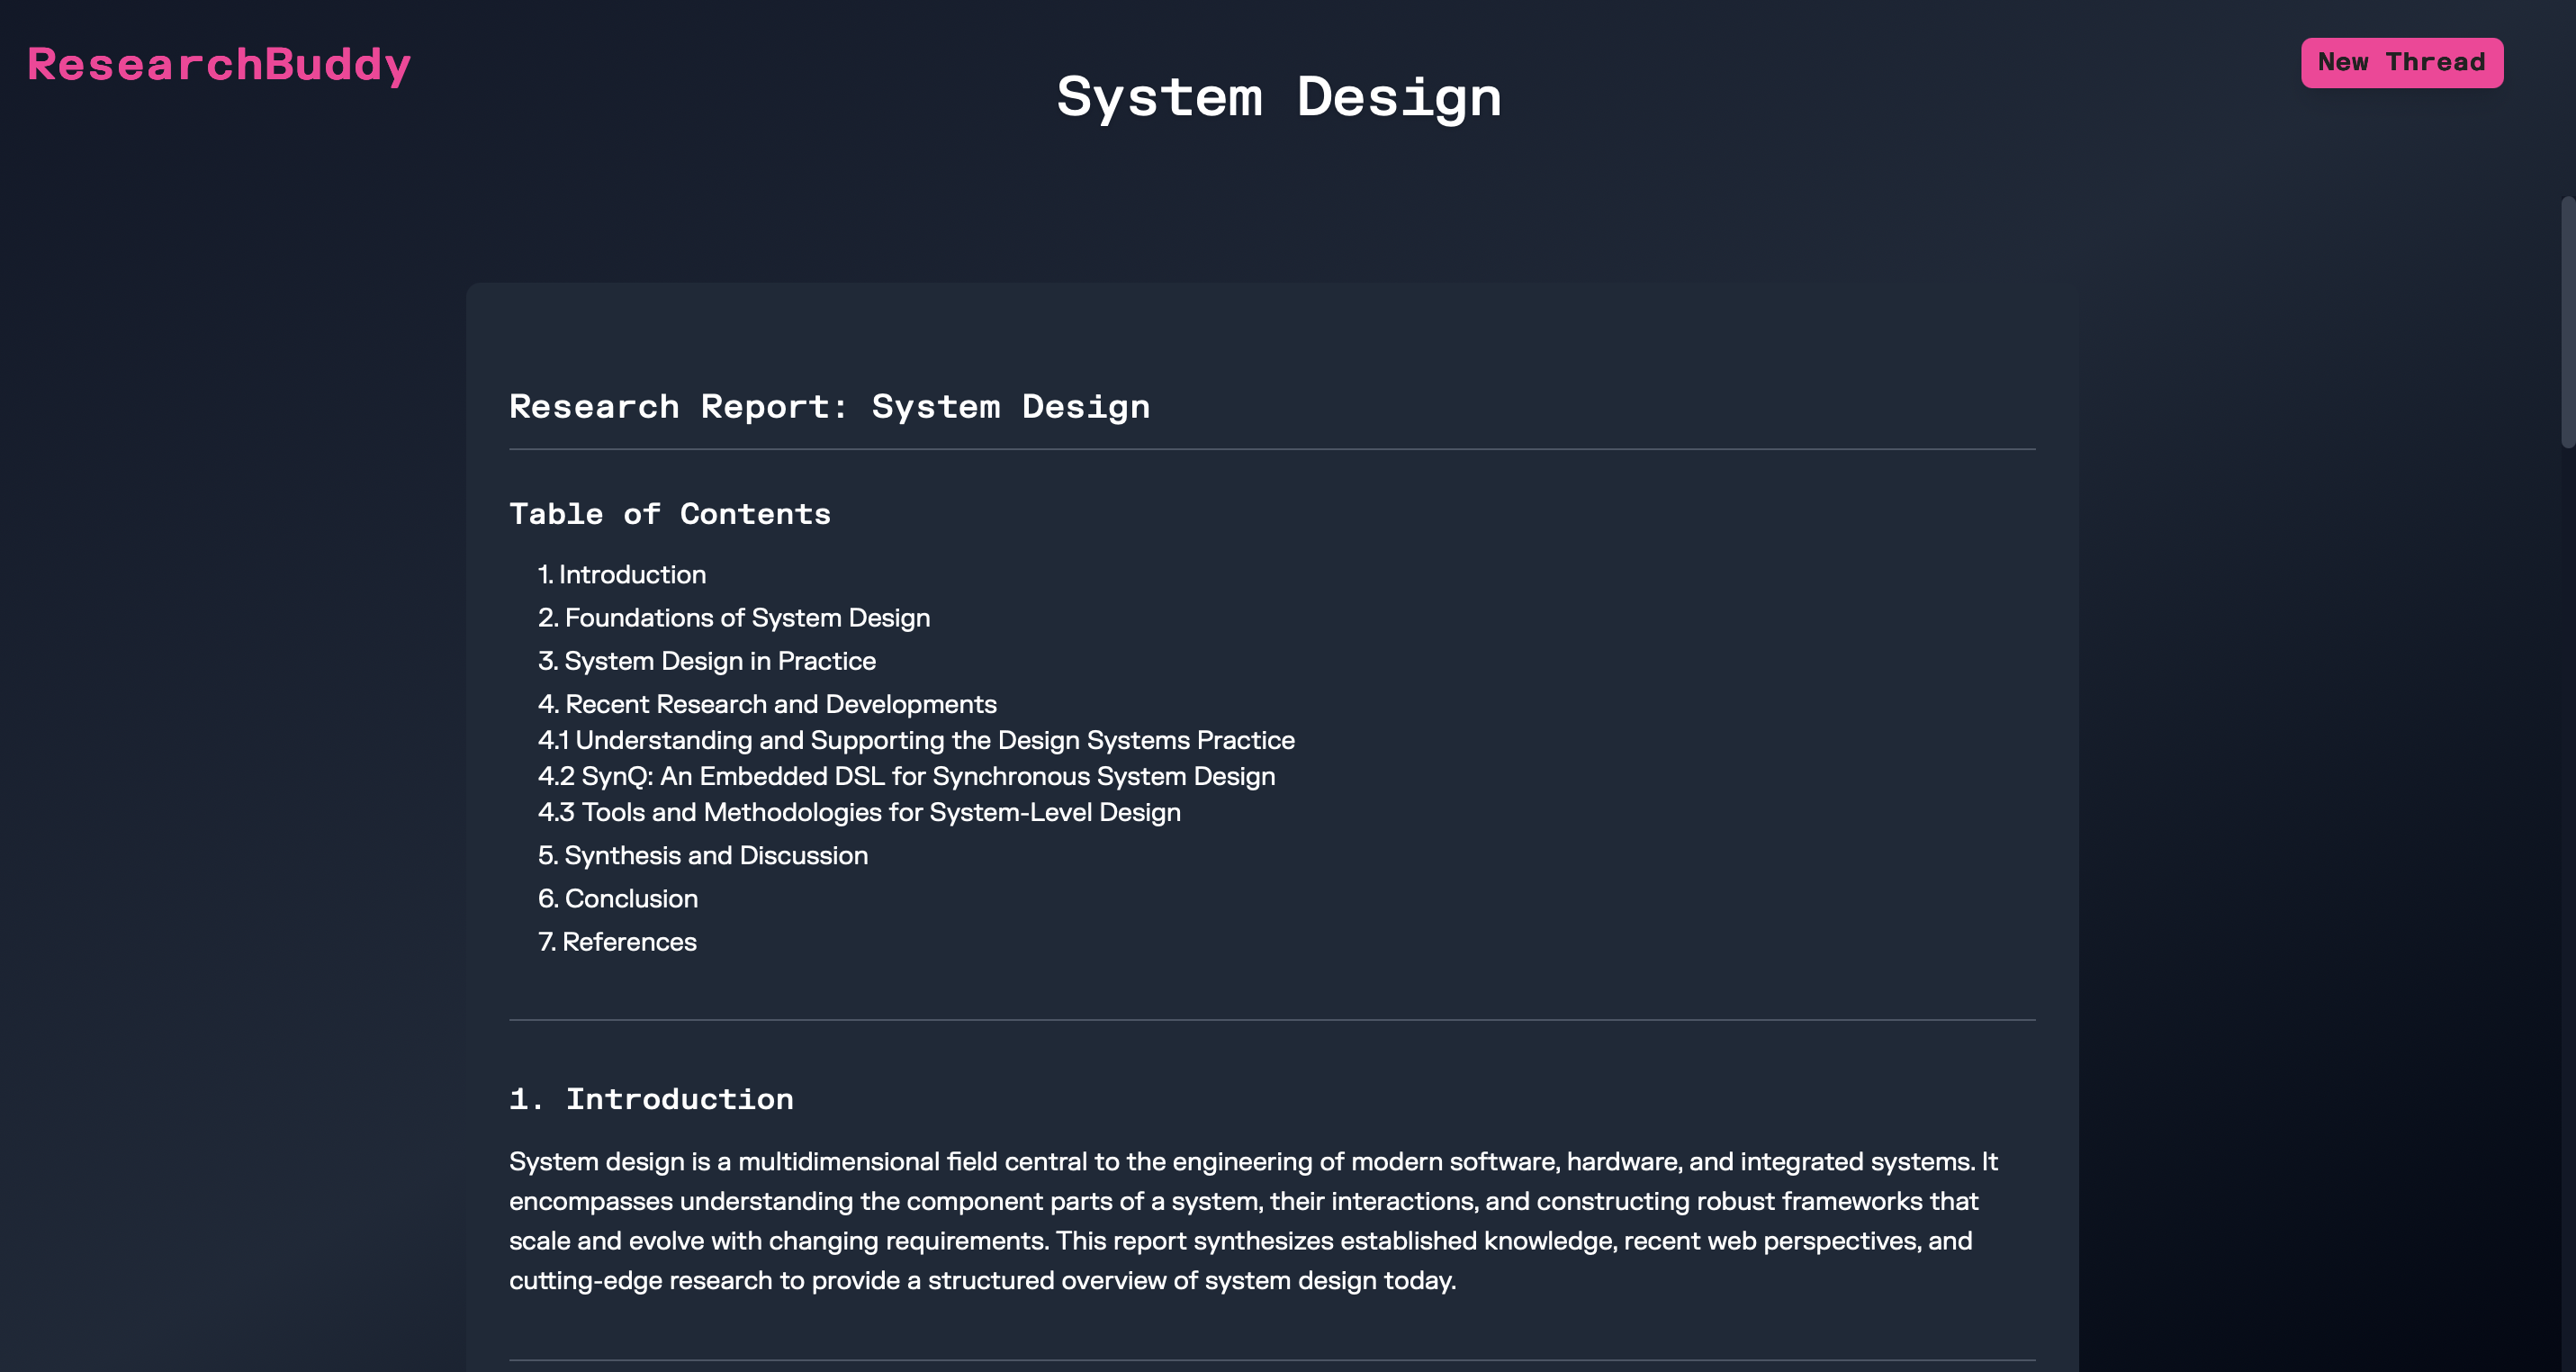 ResearchBuddy
New Thread
System Design
Research Report: System Design
Table of Contents
1. Introduction
2. Foundations of System Design
3. System Design in Practice
4. Recent Research and Developments
4.1 Understanding and Supporting the Design Systems Practice
4.2 SynQ: An Embedded DSL for Synchronous System Design
4.3 Tools and Methodologies for System-Level Design
5. Synthesis and Discussion
6. Conclusion
7. References
1. Introduction
System design is a multidimensional field central to the engineering of modern software, hardware, and integrated systems. It
encompasses understanding the component parts of a system, their interactions, and constructing robust frameworks that
scale and evolve with changing requirements. This report synthesizes established knowledge, recent web perspectives, and
cutting-edge research to provide a structured overview of system design today.